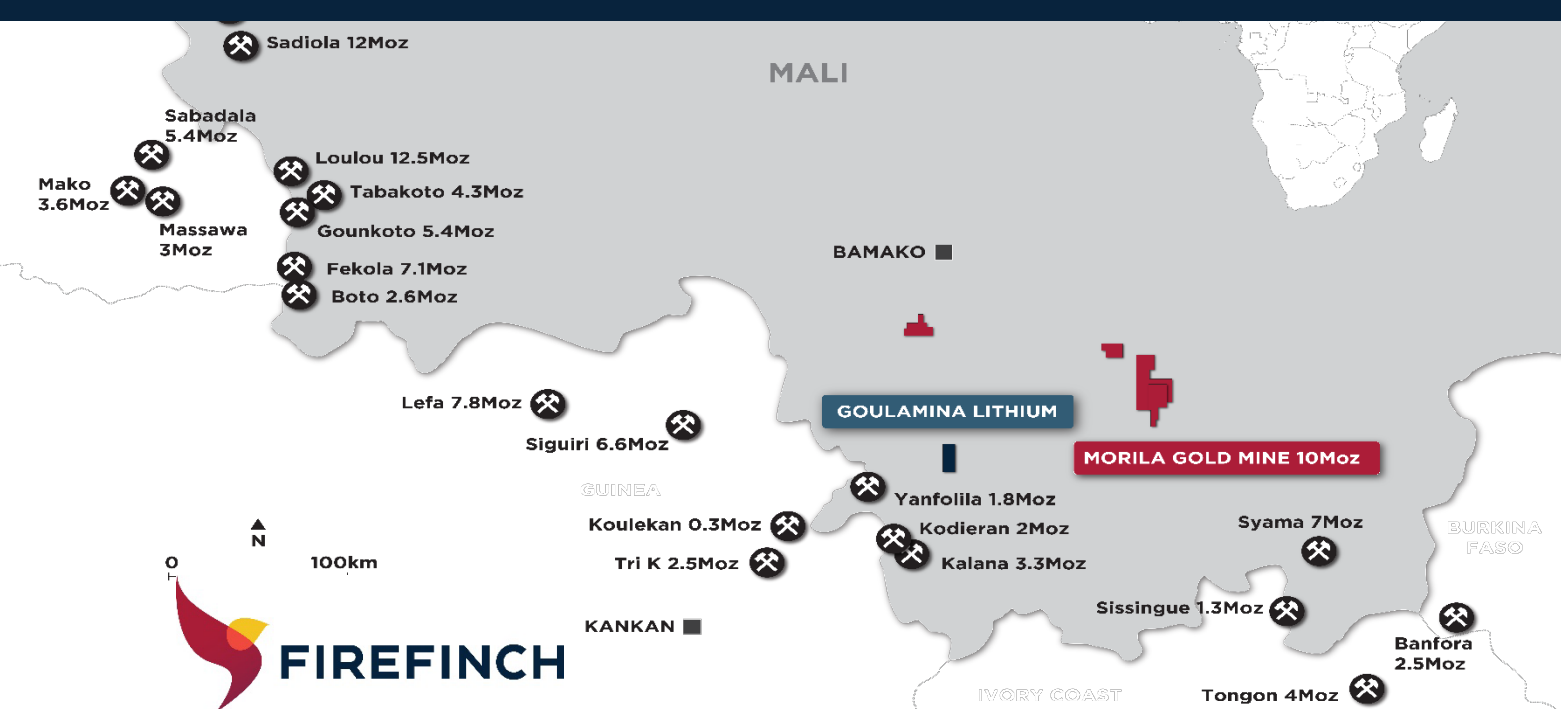 Sadiola 12Moz
MALI
Sabadala
5.4Moz
Loulou 12.5Moz
Mako
3.6Moz
Tabakoto 4.3Moz
Massawa
3Moz
Gounkoto 5.4Moz
BAMAKO
Fekola 7.1Moz
Boto 2.6Moz
Lefa 7.8Moz
GOULAMINA LITHIUM
Siguiri 6.6Moz
MORILA GOLD MINE 10Moz
GUINEA
Yanfolila 1.8Moz
Koulekan 0.3Moz
Kodieran 2Moz
Syama 7Moz
BURKINA
FASO
N
0
100km
Tri K 2.5Moz
Kalana 3.3Moz
Sissingue 1.3Moz
KANKAN
Banfora
2.5Moz
FIREFINCH
IVORY COAST
Tongon 4Moz